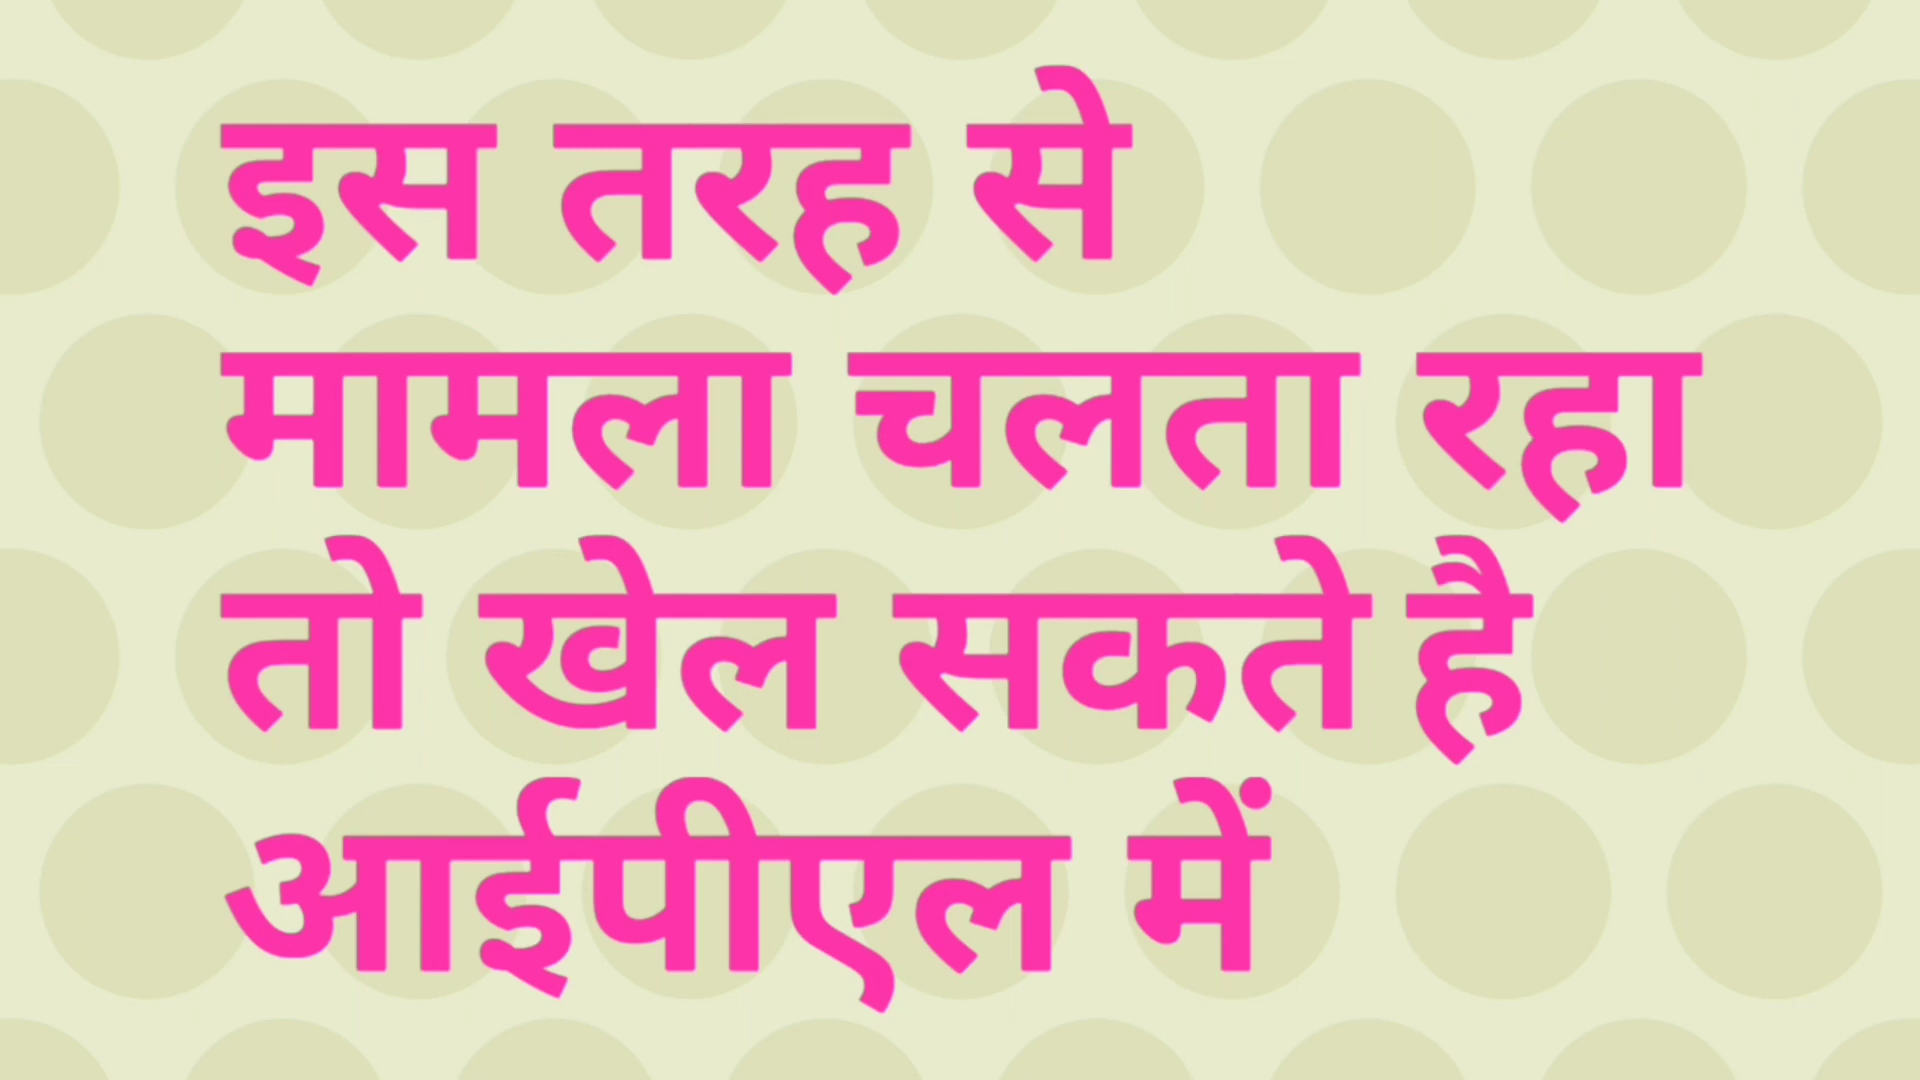 इस तरह से
मामला चलता रहा
तो खेल सकते है
आईपीएल में